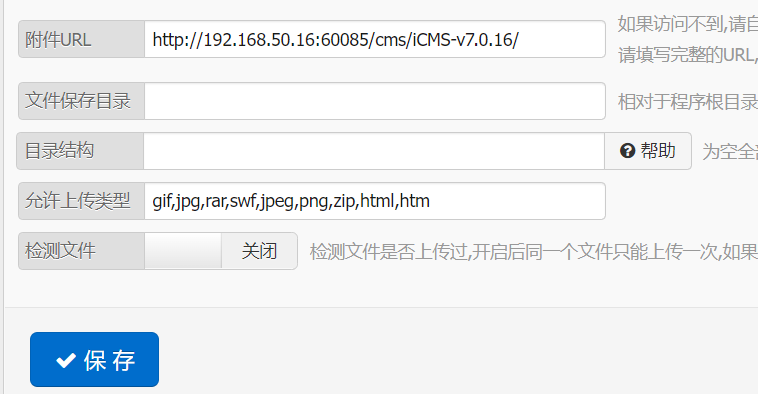 如果访问不到,请自
附件URL http://192.168.50.16:60085/cms/iCMS-v7.0.16/
请填写完整的URL,
文件保存目录 相对于程序根目录
目录结构 帮助 为空全
允许上传类型 gif,jpg,rar,swf,jpeg,png,zip,html,htm
检测文件 关闭 检测文件是否上传过,开启后同一个文件只能上传一次,如果
保存